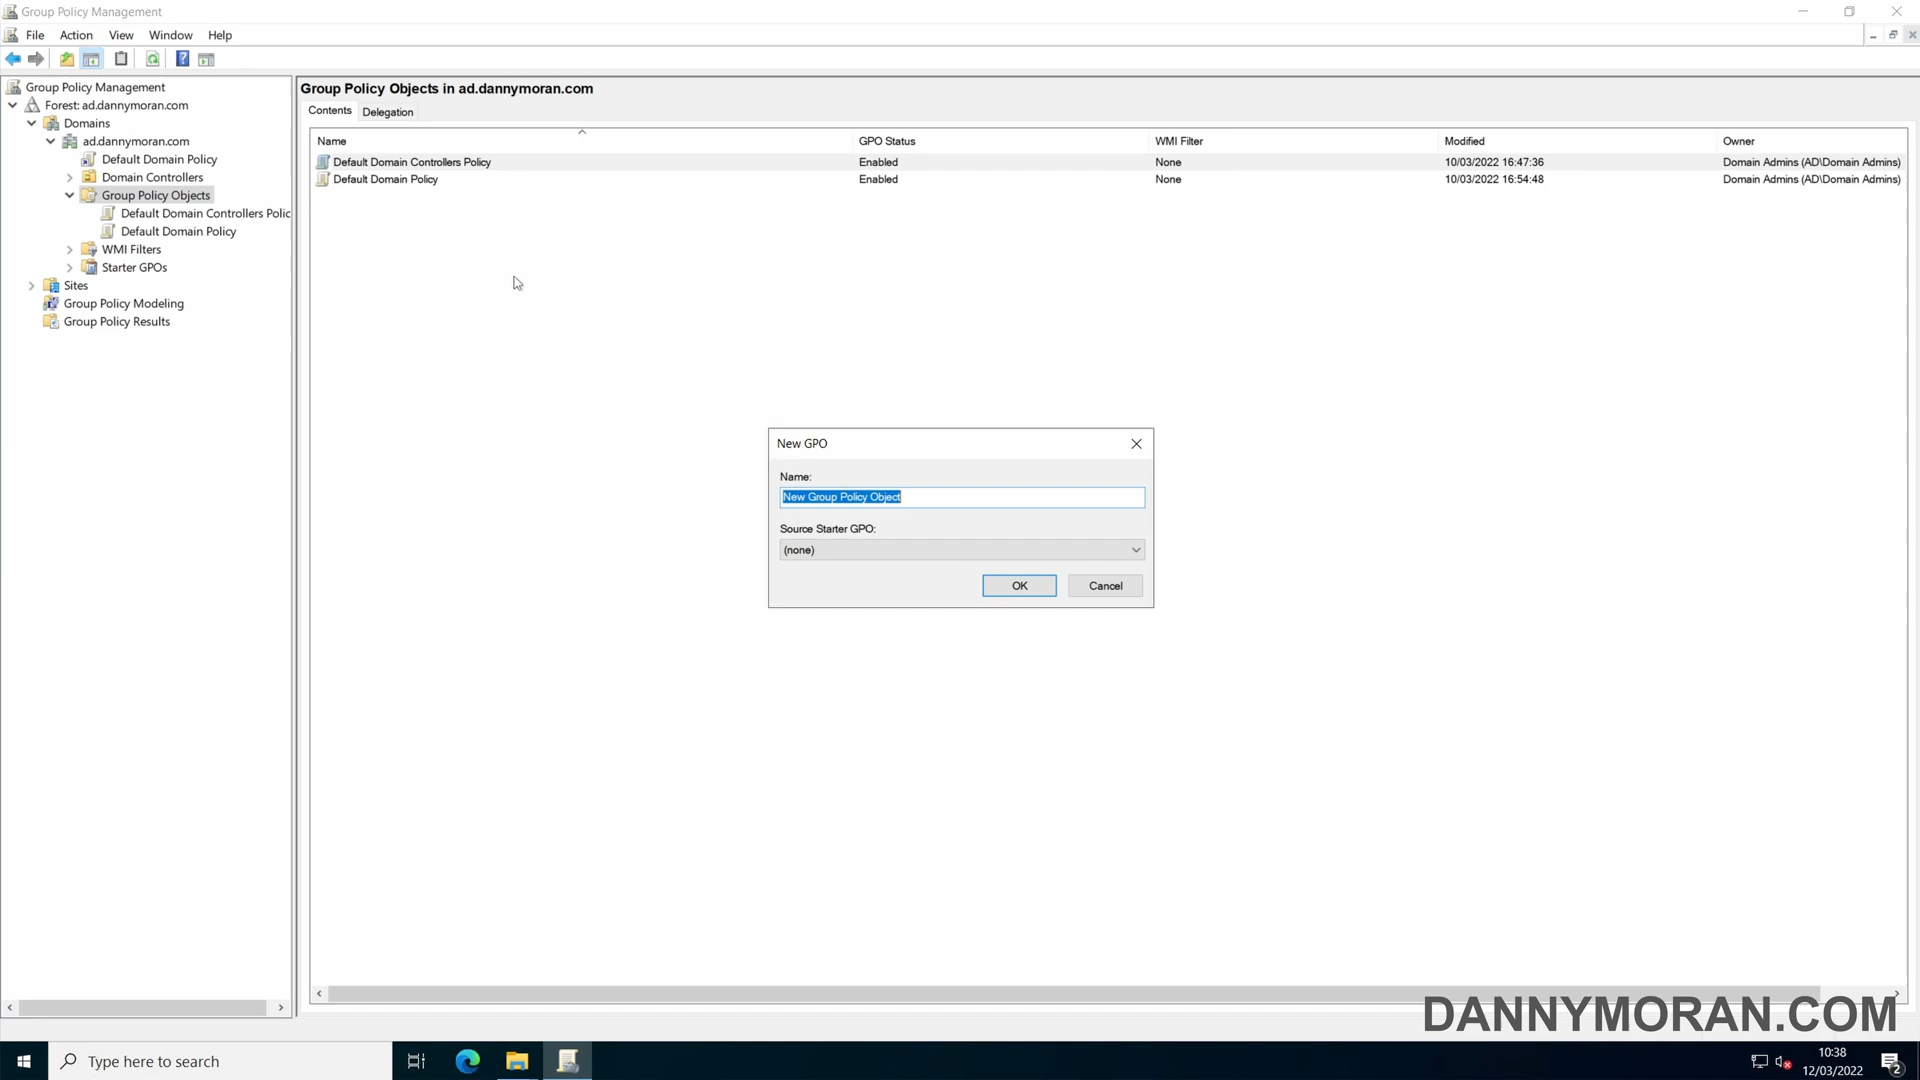 Group Policy Management
File Action View Window Help
Group Policy Management
Forest: ad.dannymoran.com
Domains
ad.dannymoran.com
Default Domain Policy
Domain Controllers
Group Policy Objects
Default Domain Controllers Polic
Default Domain Policy
WMI Filters
Starter GPOs
Sites
Group Policy Modeling
Group Policy Results
Group Policy Objects in ad.dannymoran.com
Contents Delegation
Name GPO Status WMI Filter Modified Owner
Default Domain Controllers Policy Enabled None 10/03/2022 16:47:36 Domain Admins (AD\Domain Admins)
Default Domain Policy Enabled None 10/03/2022 16:54:48 Domain Admins (AD\Domain Admins)
New GPO
Name:
New Group Policy Object
Source Starter GPO:
(none)
OK Cancel
DANNYMORAN.COM
Type here to search
10:38
12/03/2022
2